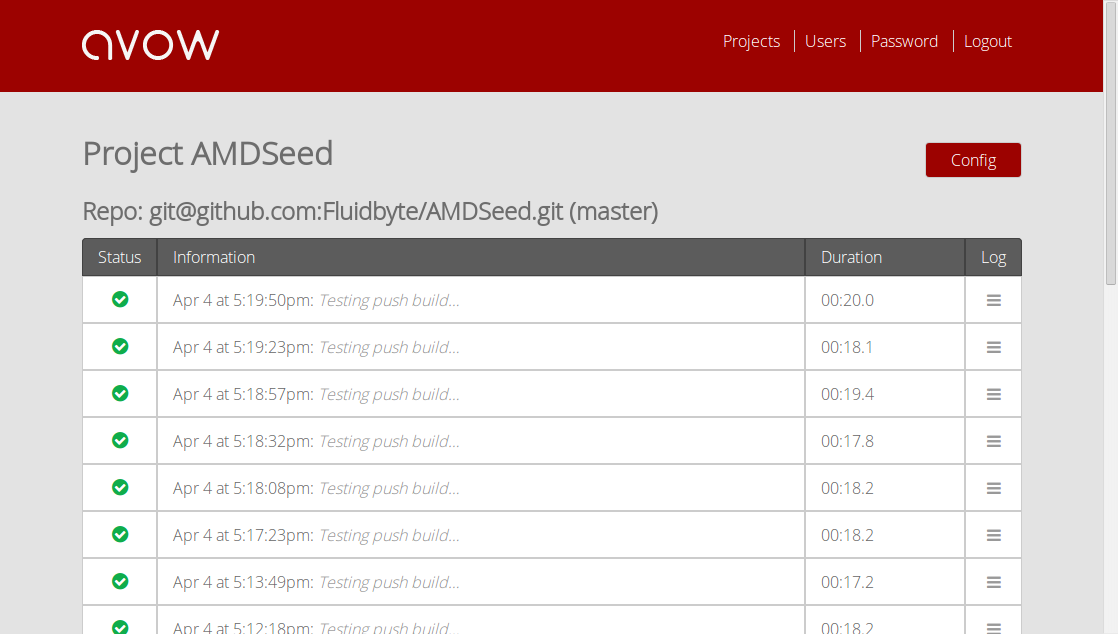 avow
Projects Users Password Logout
Project AMDSeed
Config
Repo: git@github.com:Fluidbyte/AMDSeed.git (master)
Status Information Duration Log
Apr 4 at 5:19:50pm: Testing push build... 00:20.0
Apr 4 at 5:19:23pm: Testing push build... 00:18.1
Apr 4 at 5:18:57pm: Testing push build... 00:19.4
Apr 4 at 5:18:32pm: Testing push build... 00:17.8
Apr 4 at 5:18:08pm: Testing push build... 00:18.2
Apr 4 at 5:17:23pm: Testing push build... 00:18.2
Apr 4 at 5:13:49pm: Testing push build... 00:17.2
Apr 4 at 5:12:18pm: Testing push build... 00:18.2